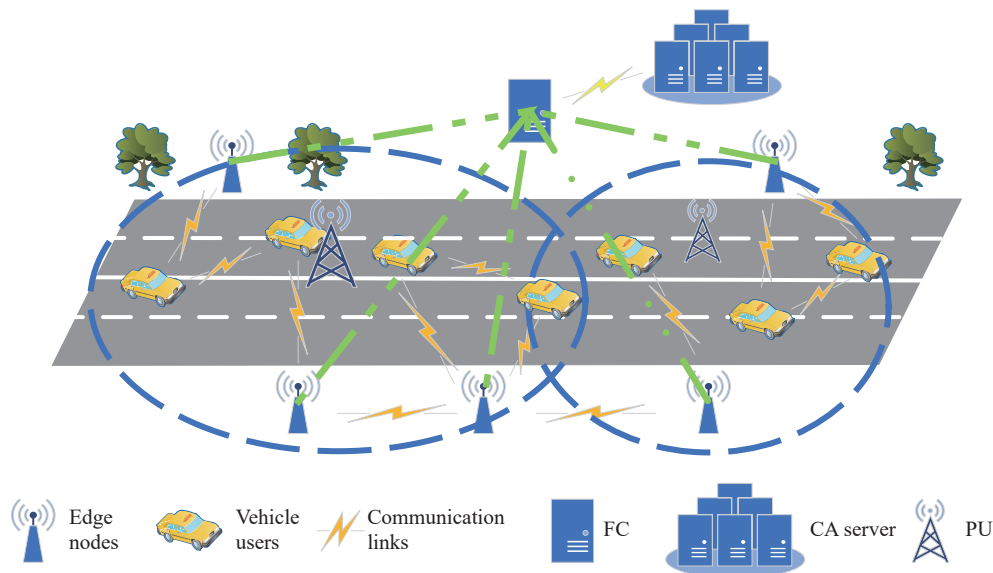 Edge
nodes
Vehicle
users
Communication
links
FC
CA server
PU